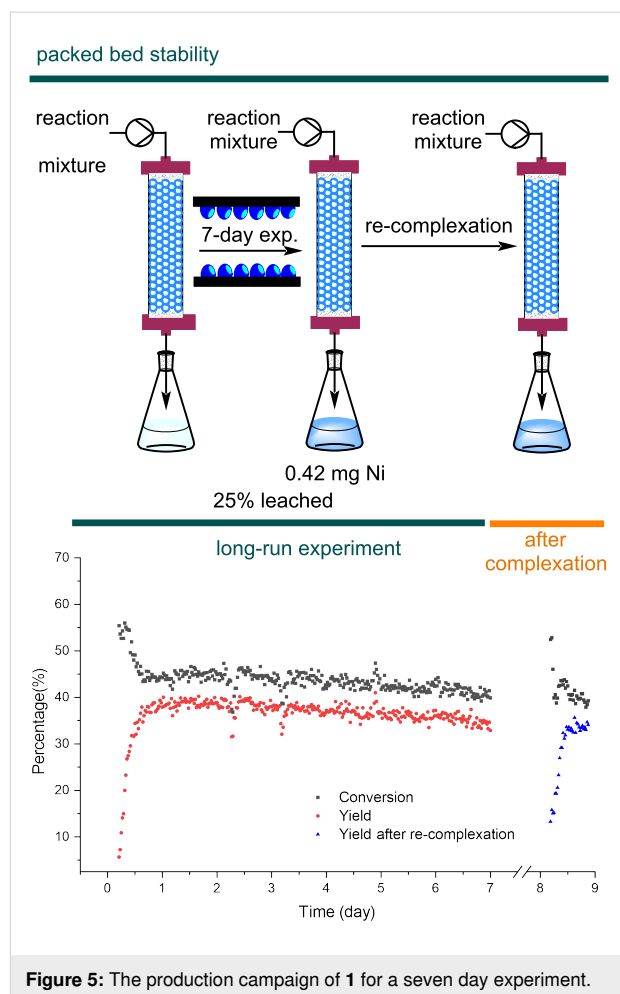 packed bed stability
reaction
mixture
reaction
mixture
reaction
mixture
7-day exp.
re-complexation
0.42 mg Ni
25% leached
long-run experiment
after
complexation
70
60
50
40
30
20
10
Percentage(%)
Conversion
Yield
Yield after re-complexation
0 1 2 3 4 5 6 7 8 9
Time (day)
Figure 5: The production campaign of 1 for a seven day experiment.